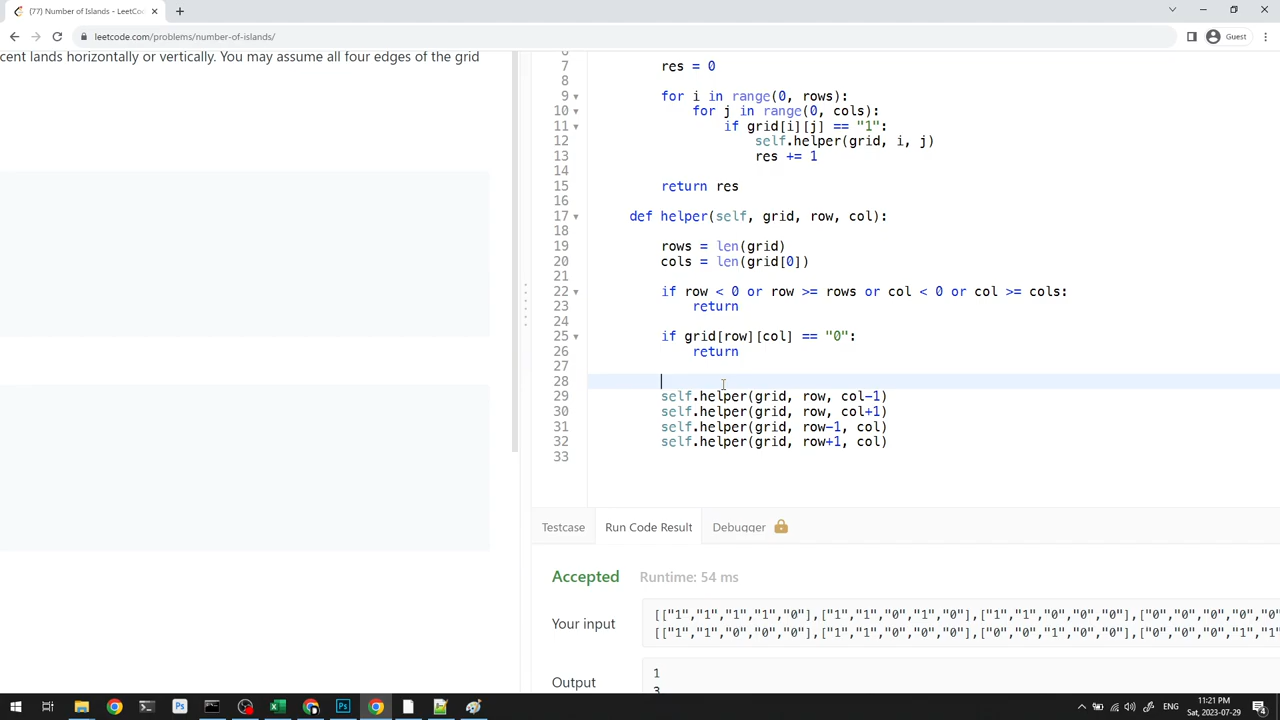 (77) Number of Islands - LeetCo
leetcode.com/problems/number-of-islands/
Guest
cent lands horizontally or vertically. You may assume all four edges of the grid
6
7 res = 0
8
9 for i in range(0, rows):
10 for j in range(0, cols):
11 if grid[i][j] == "1":
12 self.helper(grid, i, j)
13 res += 1
14
15 return res
16
17 def helper(self, grid, row, col):
18
19 rows = len(grid)
20 cols = len(grid[0])
21
22 if row < 0 or row >= rows or col < 0 or col >= cols:
23 return
24
25 if grid[row][col] == "0":
26 return
27
28
29 self.helper(grid, row, col-1)
30 self.helper(grid, row, col+1)
31 self.helper(grid, row-1, col)
32 self.helper(grid, row+1, col)
33
Testcase Run Code Result Debugger
Accepted Runtime: 54 ms
Your input
[["1","1","1","1","0"],["1","1","0","1","0"],["1","1","0","0","0"],["0","0","0","0","0"
[["1","1","0","0","0"],["1","1","0","0","0"],["0","0","1","0","0"],["0","0","0","1","1"
Output
1
3
ENG
11:21 PM
Sat, 2023-07-29
4